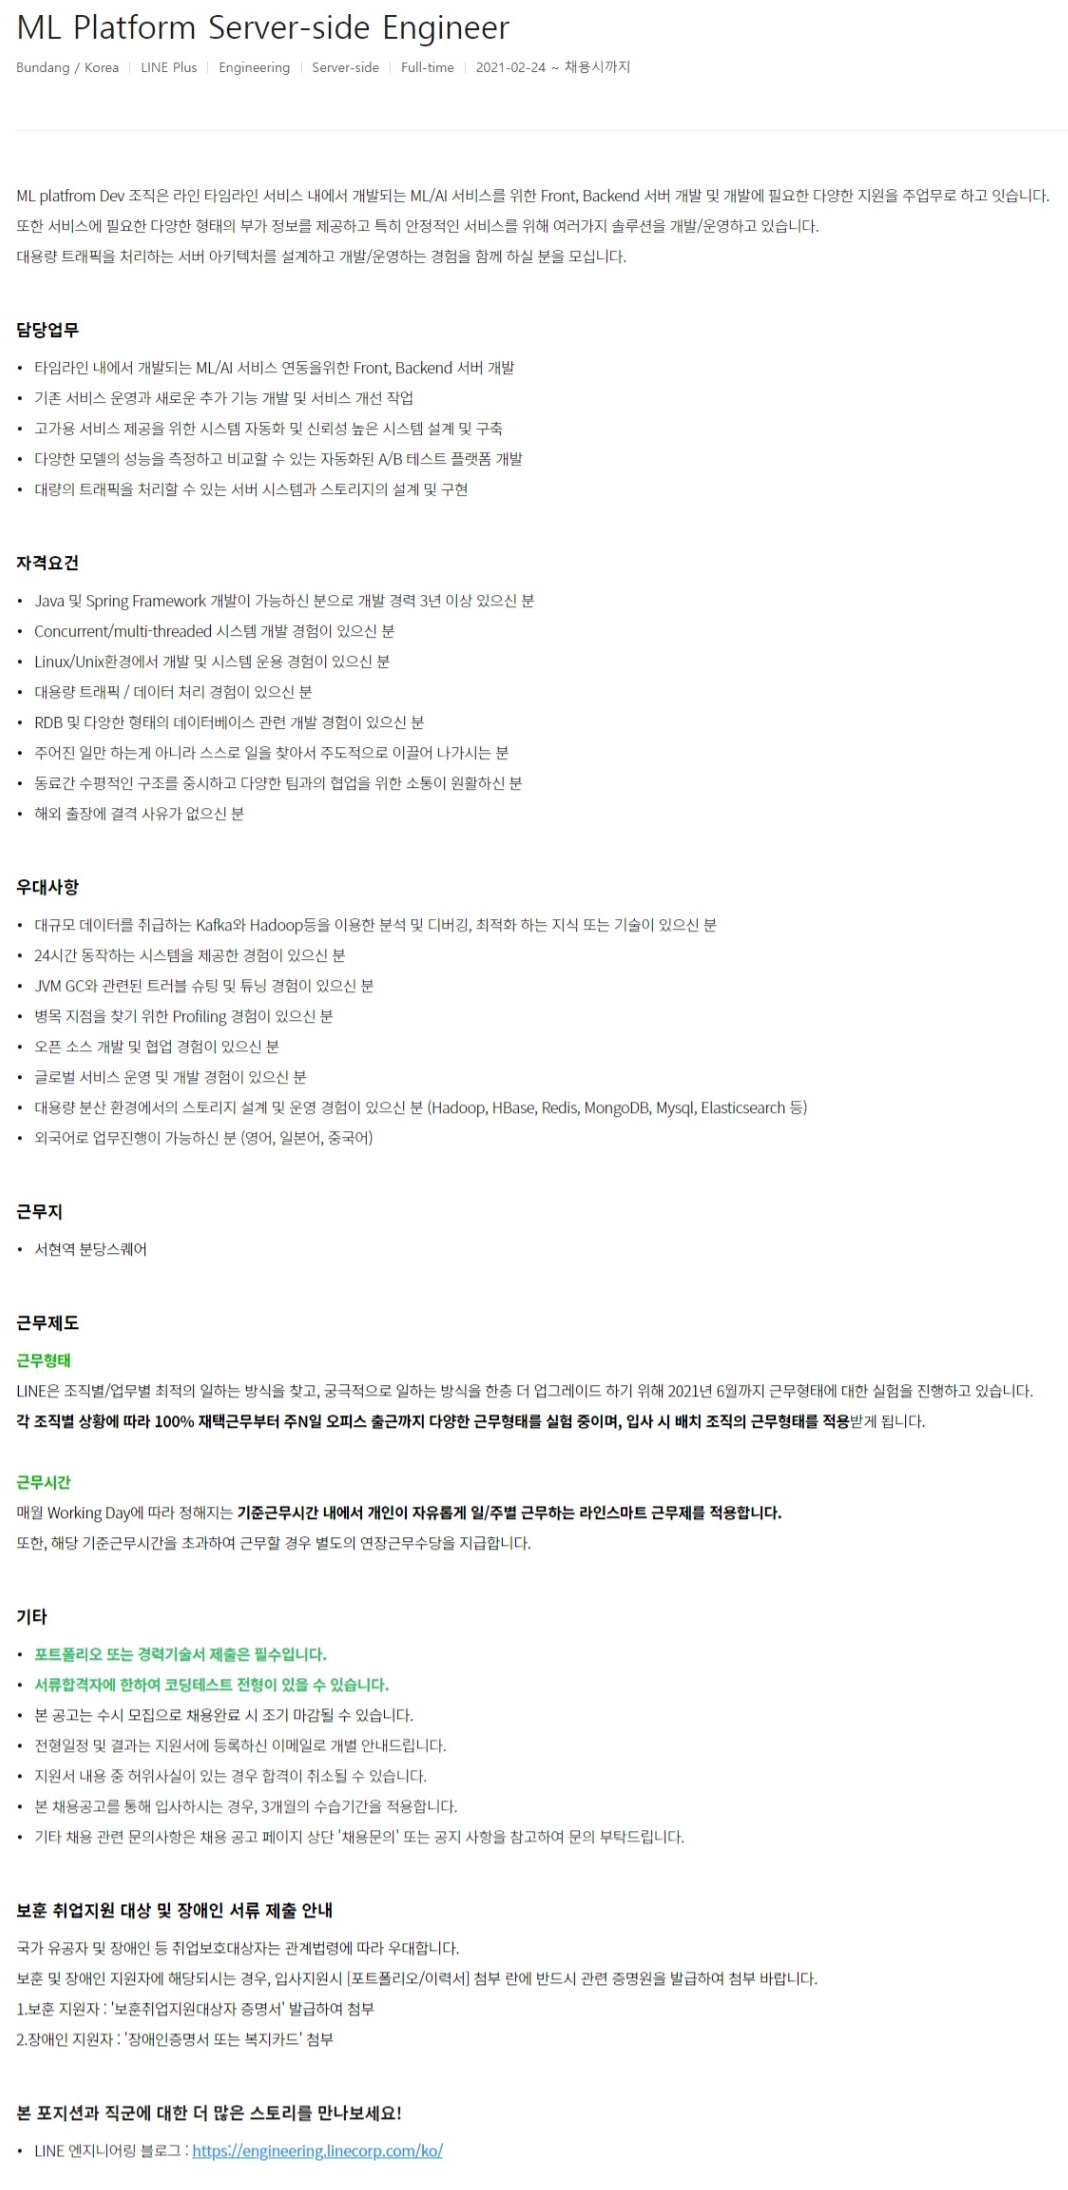 ML Platform Server-side Engineer
Bundang / Korea | LINE Plus | Engineering | Server-side | Full-time | 2021-02-24 ~ 채용시까지
ML platfrom Dev 조직은 라인 타임라인 서비스 내에서 개발되는 ML/AI 서비스를 위한 Front, Backend 서버 개발 및 개발에 필요한 다양한 지원을 주업무로 하고 잇습니다.
또한 서비스에 필요한 다양한 형태의 부가 정보를 제공하고 특히 안정적인 서비스를 위해 여러가지 솔루션을 개발/운영하고 있습니다.
대용량 트래픽을 처리하는 서버 아키텍처를 설계하고 개발/운영하는 경험을 함께 하실 분을 모십니다.
담당업무
• 타임라인 내에서 개발되는 ML/AI 서비스 연동을위한 Front, Backend 서버 개발
• 기존 서비스 운영과 새로운 추가 기능 개발 및 서비스 개선 작업
• 고가용 서비스 제공을 위한 시스템 자동화 및 신뢰성 높은 시스템 설계 및 구축
• 다양한 모델의 성능을 측정하고 비교할 수 있는 자동화된 A/B 테스트 플랫폼 개발
• 대량의 트래픽을 처리할 수 있는 서버 시스템과 스토리지의 설계 및 구현
자격요건
• Java 및 Spring Framework 개발이 가능하신 분으로 개발 경력 3년 이상 있으신 분
• Concurrent/multi-threaded 시스템 개발 경험이 있으신 분
• Linux/Unix환경에서 개발 및 시스템 운용 경험이 있으신 분
• 대용량 트래픽 / 데이터 처리 경험이 있으신 분
• RDB 및 다양한 형태의 데이터베이스 관련 개발 경험이 있으신 분
• 주어진 일만 하는게 아니라 스스로 일을 찾아서 주도적으로 이끌어 나가시는 분
• 동료간 수평적인 구조를 중시하고 다양한 팀과의 협업을 위한 소통이 원활하신 분
• 해외 출장에 결격 사유가 없으신 분
우대사항
• 대규모 데이터를 취급하는 Kafka와 Hadoop등을 이용한 분석 및 디버깅, 최적화 하는 지식 또는 기술이 있으신 분
• 24시간 동작하는 시스템을 제공한 경험이 있으신 분
• JVM GC와 관련된 트러블 슈팅 및 튜닝 경험이 있으신 분
• 병목 지점을 찾기 위한 Profiling 경험이 있으신 분
• 오픈 소스 개발 및 협업 경험이 있으신 분
• 글로벌 서비스 운영 및 개발 경험이 있으신 분
• 대용량 분산 환경에서의 스토리지 설계 및 운영 경험이 있으신 분 (Hadoop, HBase, Redis, MongoDB, Mysql, Elasticsearch 등)
• 외국어로 업무진행이 가능하신 분 (영어, 일본어, 중국어)
근무지
• 서현역 분당스퀘어
근무제도
근무형태
LINE은 조직별/업무별 최적의 일하는 방식을 찾고, 궁극적으로 일하는 방식을 한층 더 업그레이드 하기 위해 2021년 6월까지 근무형태에 대한 실험을 진행하고 있습니다.
각 조직별 상황에 따라 100% 재택근무부터 주N일 오피스 출근까지 다양한 근무형태를 실험 중이며, 입사 시 배치 조직의 근무형태를 적용받게 됩니다.
근무시간
매월 Working Day에 따라 정해지는 기준근무시간 내에서 개인이 자유롭게 일/주별 근무하는 라인스마트 근무제를 적용합니다.
또한, 해당 기준근무시간을 초과하여 근무할 경우 별도의 연장근무수당을 지급합니다.
기타
• 포트폴리오 또는 경력기술서 제출은 필수입니다.
• 서류합격자에 한하여 코딩테스트 전형이 있을 수 있습니다.
• 본 공고는 수시 모집으로 채용완료 시 조기 마감될 수 있습니다.
• 전형일정 및 결과는 지원서에 등록하신 이메일로 개별 안내드립니다.
• 지원서 내용 중 허위사실이 있는 경우 합격이 취소될 수 있습니다.
• 본 채용공고를 통해 입사하시는 경우, 3개월의 수습기간을 적용합니다.
• 기타 채용 관련 문의사항은 채용 공고 페이지 상단 '채용문의' 또는 공지 사항을 참고하여 문의 부탁드립니다.
보훈 취업지원 대상 및 장애인 서류 제출 안내
국가 유공자 및 장애인 등 취업보호대상자는 관계법령에 따라 우대합니다.
보훈 및 장애인 지원자에 해당되시는 경우, 입사지원시 [포트폴리오/이력서] 첨부 란에 반드시 관련 증명원을 발급하여 첨부 바랍니다.
1.보훈 지원자 : '보훈취업지원대상자 증명서' 발급하여 첨부
2.장애인 지원자 : '장애인증명서 또는 복지카드' 첨부
본 포지션과 직군에 대한 더 많은 스토리를 만나보세요!
• LINE 엔지니어링 블로그 : https://engineering.linecorp.com/ko/